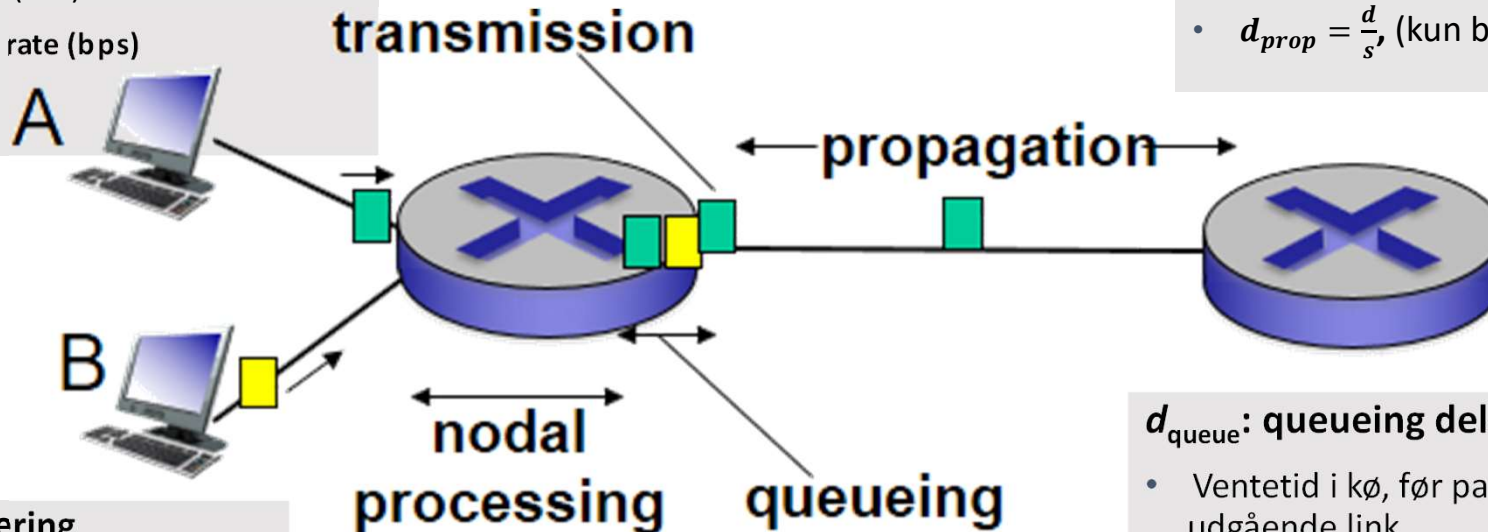 rate (bps)
transmission
• d_prop = d/s, (kun b
A
propagation
B
nodal
processing
queueing
d_queue: queueing del
• Ventetid i kø, før pa
udgående link
ering